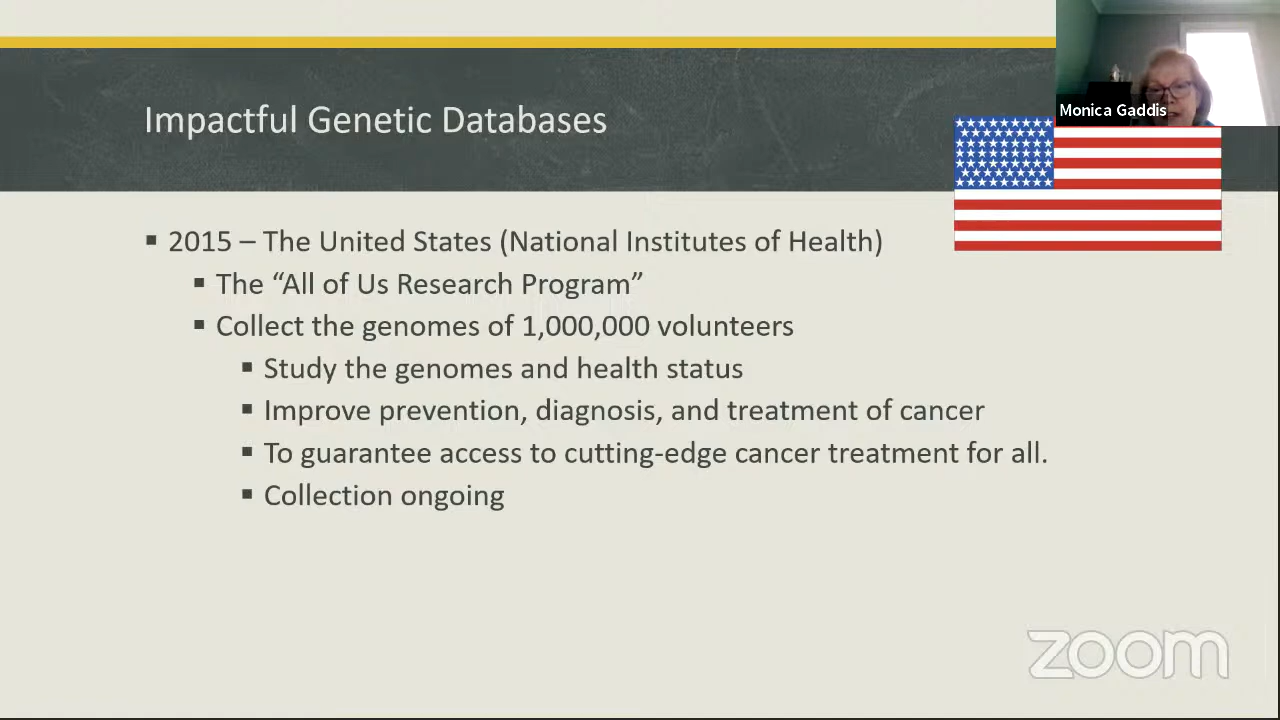 Impactful Genetic Databases
Monica Gaddis
▪ 2015 – The United States (National Institutes of Health)
▪ The “All of Us Research Program”
▪ Collect the genomes of 1,000,000 volunteers
▪ Study the genomes and health status
▪ Improve prevention, diagnosis, and treatment of cancer
▪ To guarantee access to cutting-edge cancer treatment for all.
▪ Collection ongoing
zoom